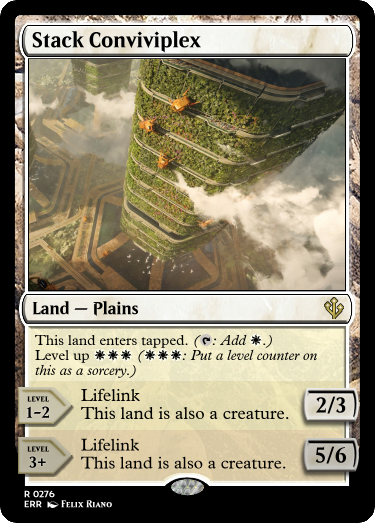 Stack Conviviplex
Land — Plains
This land enters tapped. (: Add .)
Level up (: Put a level counter on
this as a sorcery.)
LEVEL
1-2
Lifelink
This land is also a creature.
2/3
LEVEL
3+
Lifelink
This land is also a creature.
5/6
R 0276
ERR Felix Riano